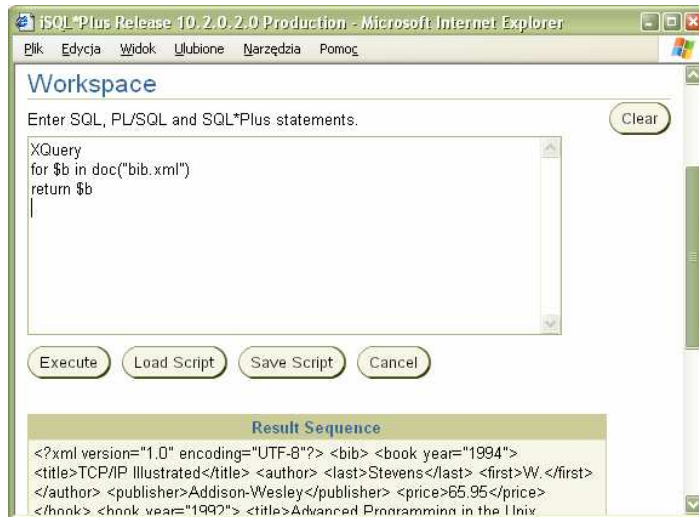 iSQL*Plus Release 10.2.0.2.0 Production - Microsoft Internet Explorer
Plik Edycja Widok Ulubione Narzędzia Pomoc
Workspace
Enter SQL, PL/SQL and SQL*Plus statements.
Clear
XQuery
for $b in doc("bib.xml")
return $b
Execute Load Script Save Script Cancel
Result Sequence
<?xml version="1.0" encoding="UTF-8"?> <bib> <book year="1994">
<title>TCP/IP Illustrated</title> <author> <last>Stevens</last> <first>W.</first>
</author> <publisher>Addison-Wesley</publisher> <price>65.95</price>
</book> <book year="1992"> <title>Advanced Programming in the Unix